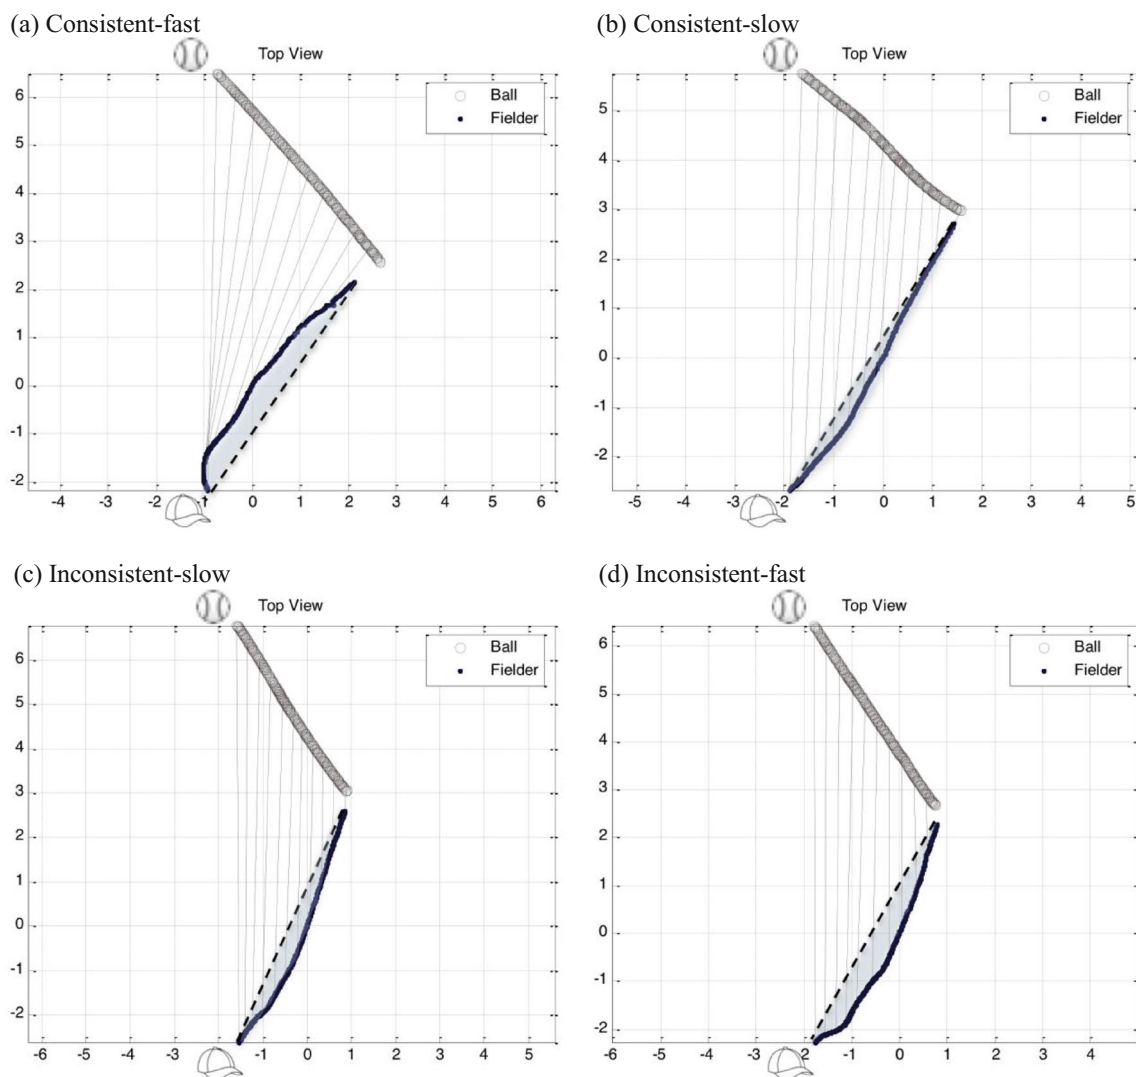 (a) Consistent-fast
Top View
Ball
Fielder
6
5
4
3
2
1
0
-1
-2
-4 -3 -2 -1 0 1 2 3 4 5 6
(b) Consistent-slow
Top View
Ball
Fielder
5
4
3
2
1
0
-1
-2
-5 -4 -3 -2 -1 0 1 2 3 4 5
(c) Inconsistent-slow
Top View
Ball
Fielder
6
5
4
3
2
1
0
-1
-2
-6 -5 -4 -3 -2 -1 0 1 2 3 4 5
(d) Inconsistent-fast
Top View
Ball
Fielder
6
5
4
3
2
1
0
-1
-2
-6 -5 -4 -3 -2 -1 0 1 2 3 4